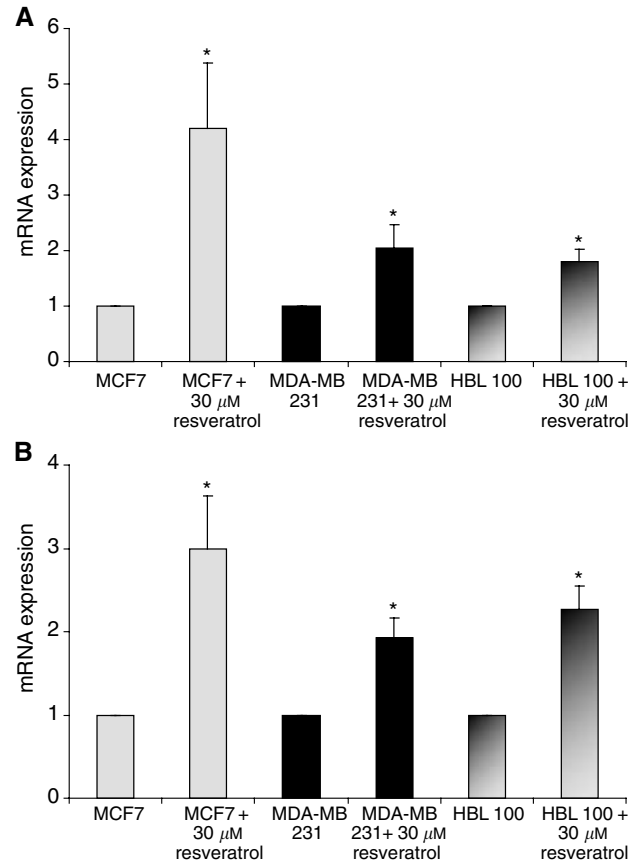 A
mRNA expression
6
5
4
3
2
1
0
*
*
*
MCF7
MCF7 +
30 μM
resveratrol
MDA-MB
231
MDA-MB
231+ 30 μM
resveratrol
HBL 100
HBL 100 +
30 μM
resveratrol
B
mRNA expression
4
3
2
1
0
*
*
*
MCF7
MCF7 +
30 μM
resveratrol
MDA-MB
231
MDA-MB
231+ 30 μM
resveratrol
HBL 100
HBL 100 +
30 μM
resveratrol